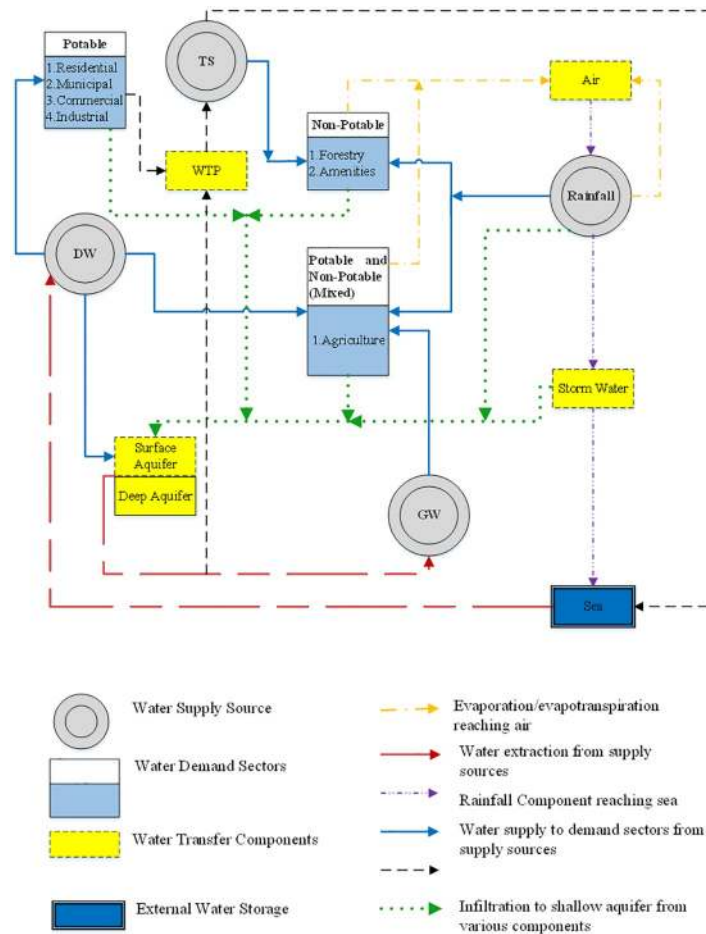 Potable
1.Residential
2.Municipal
3.Commercial
4.Industrial
TS
Air
Non-Potable
1.Forestry
2.Amenities
WTP
Rainfall
DW
Potable and
Non-Potable
(Mixed)
1.Agriculture
Storm Water
Surface
Aquifer
Deep Aquifer
GW
Sea
Water Supply Source
Water Demand Sectors
Water Transfer Components
External Water Storage
Evaporation/evapotranspiration
reaching air
Water extraction from supply
sources
Rainfall Component reaching sea
Water supply to demand sectors from
supply sources
Infiltration to shallow aquifer from
various components